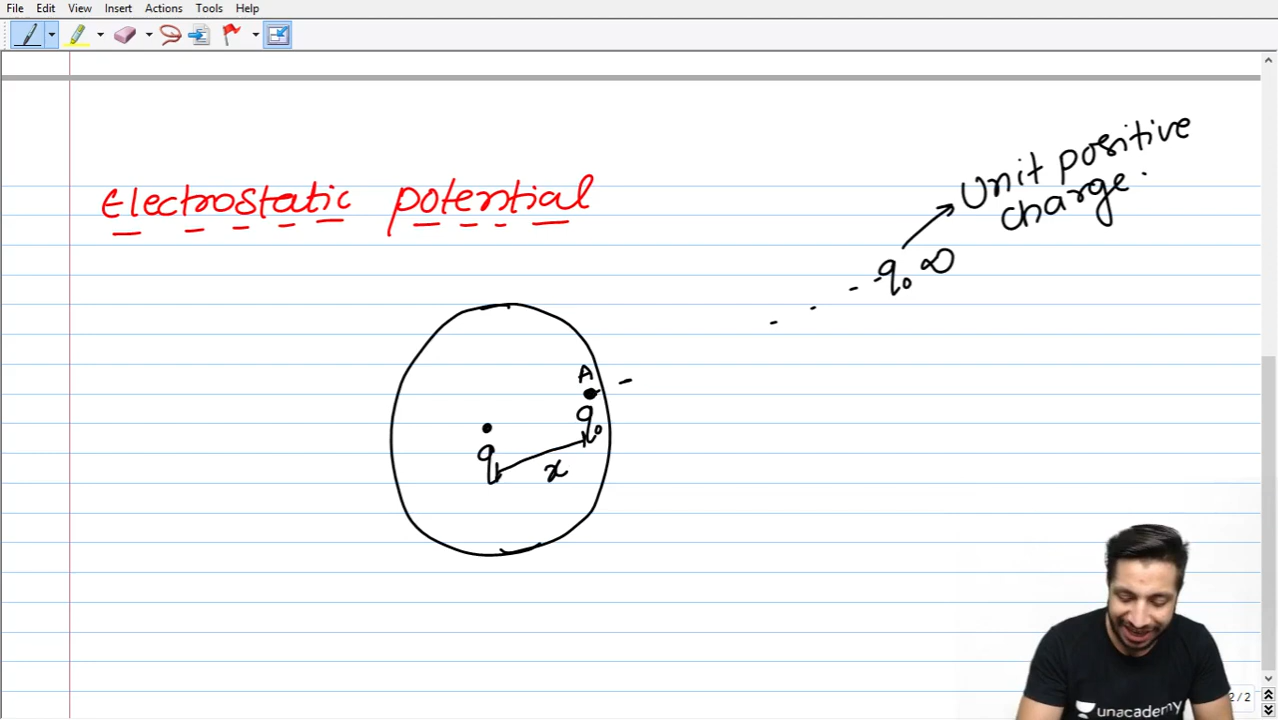 File Edit View Insert Actions Tools Help
Unit positive
charge.
Electrostatic potential
q₀ ∞
A
q₀
q
x
2/2
unacademy